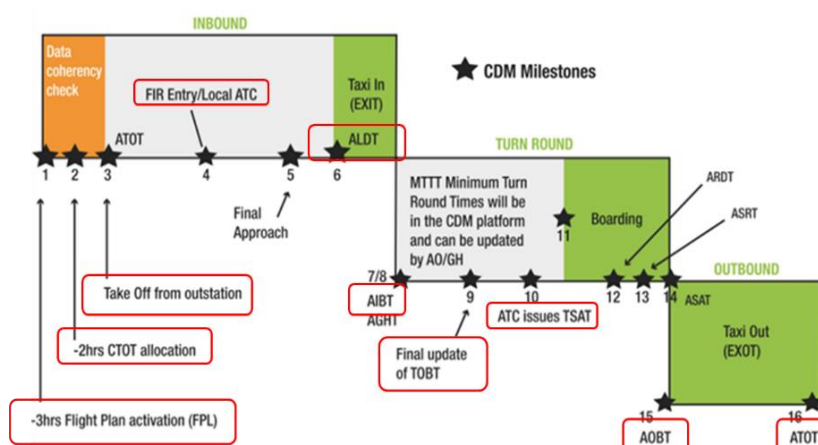 INBOUND
Data
coherency
check
FIR Entry/Local ATC
Taxi In
(EXIT)
CDM Milestones
ATOT
ALDT
1
2
3
4
5
6
TURN ROUND
Final
Approach
MTTT Minimum Turn
Round Times will be
in the CDM platform
and can be updated
by AO/GH
11
Boarding
ARDT
ASRT
OUTBOUND
7/8
9
10
12
13
14
AIBT
AGHT
ATC issues TSAT
ASAT
Take Off from outstation
Final update
of TOBT
Taxi Out
(EXOT)
-2hrs CTOT allocation
-3hrs Flight Plan activation (FPL)
15
AOBT
16
ATOT